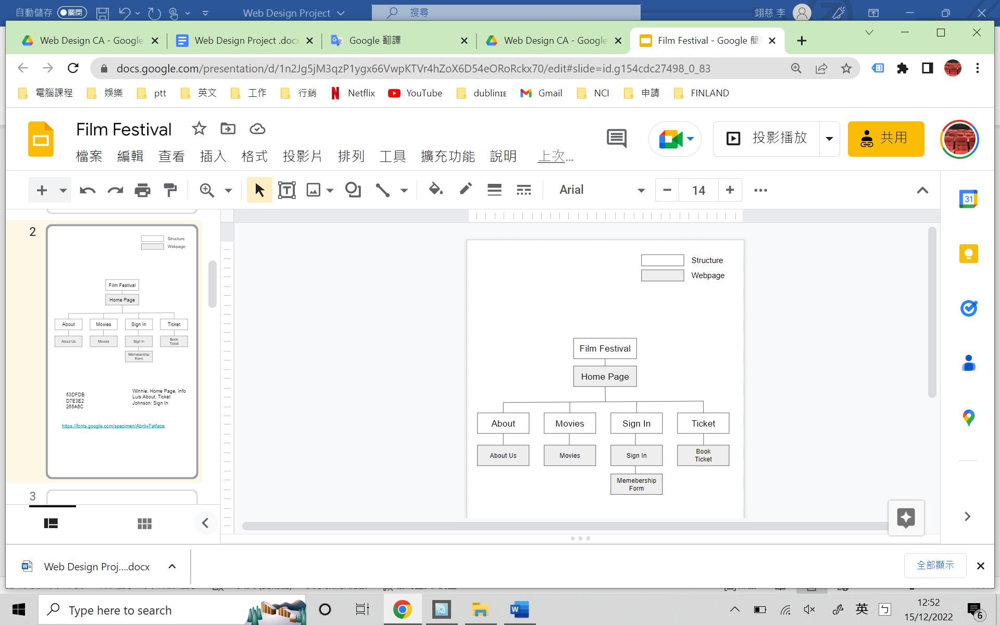 自動儲存 關閉 Web Design Project 搜尋 翊慈 李
Web Design CA - Google Web Design Project .docx Google 翻譯 Web Design CA - Google Film Festival - Google 簡
docs.google.com/presentation/d/1n2Jg5jM3qzP1ygx66VwpKTVr4hZoX6D54eORoRckx70/edit#slide=id.g154cdc27498_0_83
電腦課程 娛樂 ptt 英文 工作 行銷 Netflix YouTube dublinIE Gmail NCI 申請 FINLAND
Film Festival
投影播放 共用
檔案 編輯 查看 插入 格式 投影片 排列 工具 擴充功能 說明 上次...
Arial 14
31
2
Structure
Webpage
Film Festival
Home Page
About Movies Sign In Ticket
About Us Movies Sign In Book
Ticket
Memebership
Form
53DFDB
D7E3E2
265A6C
Winnie: Home Page, Info
Luis:About, Ticket
Johnson: Sign In
https://fonts.google.com/specimen/Abril+Fatface
3
Structure
Webpage
Film Festival
Home Page
About Movies Sign In Ticket
About Us Movies Sign In Book
Ticket
Memebership
Form
Web Design Proj....docx 全部顯示
Type here to search
英 ㄅ
12:52
15/12/2022
6